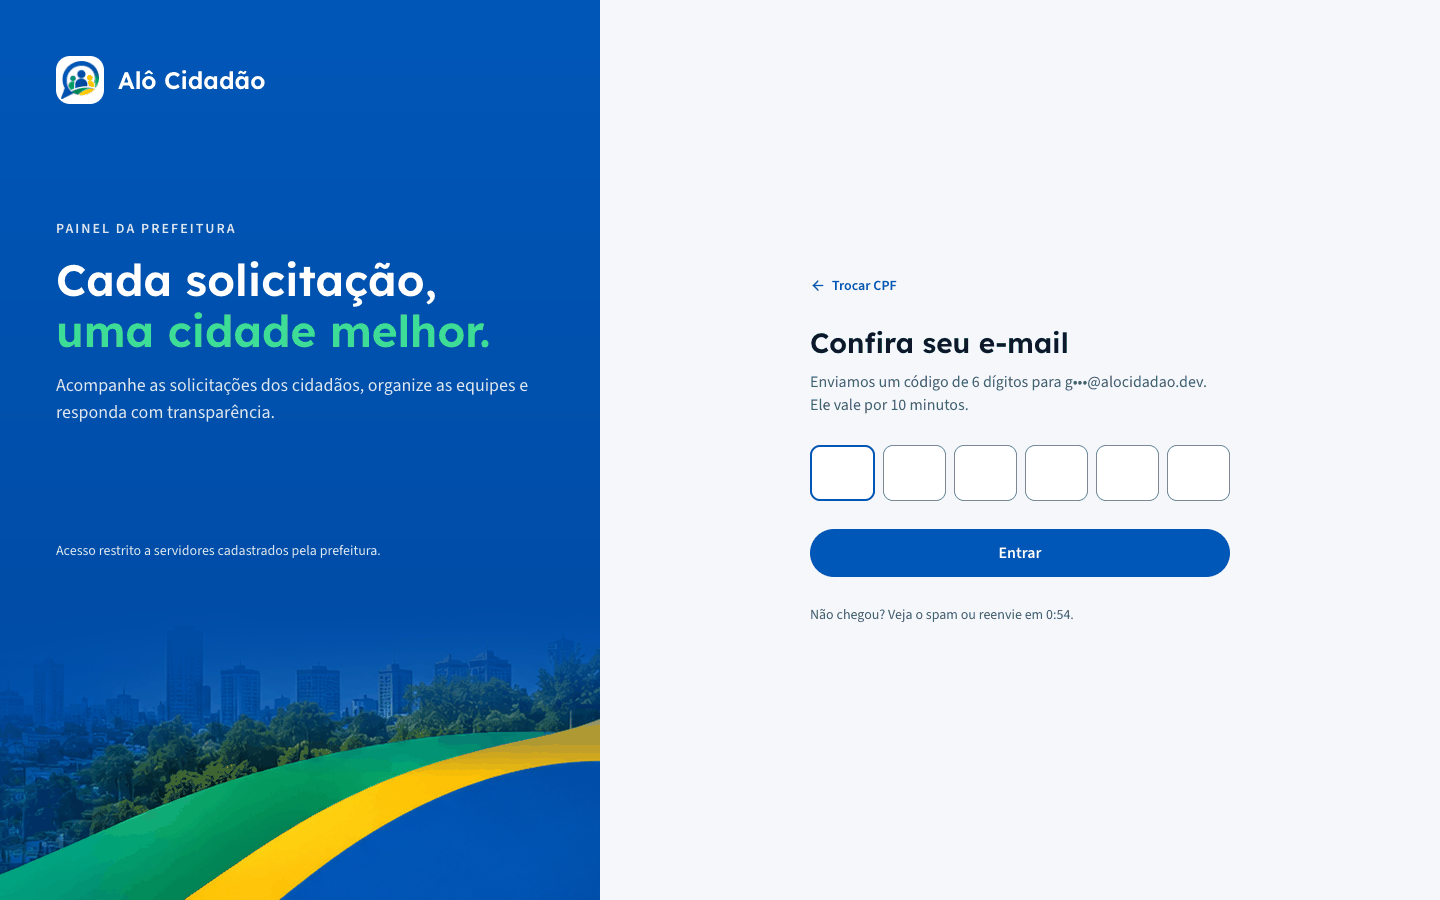 Alô Cidadão
PAINEL DA PREFEITURA
Cada solicitação,
uma cidade melhor.
Acompanhe as solicitações dos cidadãos, organize as equipes e
responda com transparência.
Acesso restrito a servidores cadastrados pela prefeitura.
← Trocar CPF
Confira seu e-mail
Enviamos um código de 6 dígitos para g•••@alocidadao.dev.
Ele vale por 10 minutos.
Entrar
Não chegou? Veja o spam ou reenvie em 0:54.